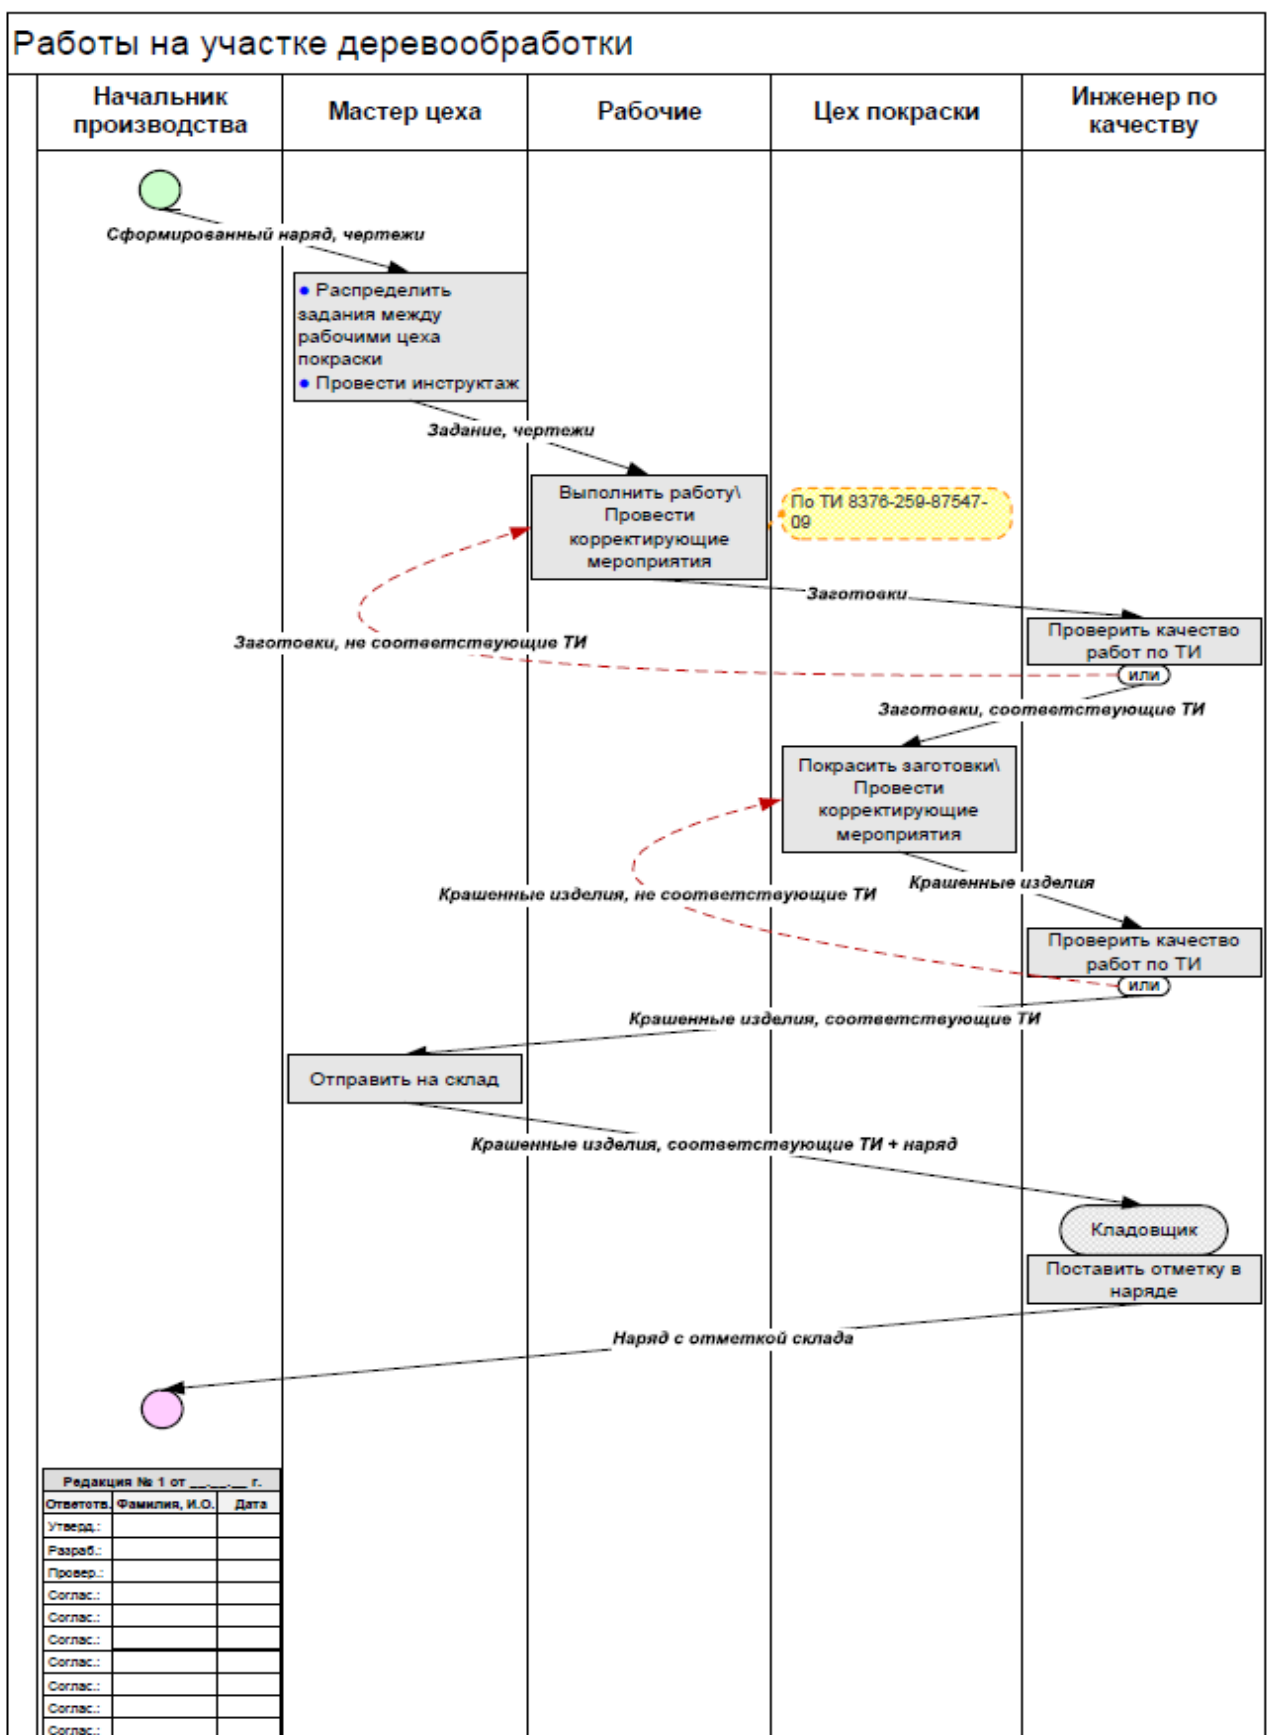 Работы на участке деревообработки
Начальник
производства
Мастер цеха
Рабочие
Цех покраски
Инженер по
качеству
Сформированный наряд, чертежи
• Распределить
задания между
рабочими цеха
покраски
• Провести инструктаж
Задание, чертежи
Выполнить работу\
Провести
корректирующие
мероприятия
По ТИ 8376-259-87547-
09
Заготовки
Проверить качество
работ по ТИ
или
Заготовки, не соответствующие ТИ
Заготовки, соответствующие ТИ
Покрасить заготовки\
Провести
корректирующие
мероприятия
Крашенные изделия
Крашенные изделия, не соответствующие ТИ
Проверить качество
работ по ТИ
или
Крашенные изделия, соответствующие ТИ
Отправить на склад
Крашенные изделия, соответствующие ТИ + наряд
Кладовщик
Поставить отметку в
наряде
Наряд с отметкой склада
Редакция № 1 от __.__.__ г.
Ответств. Фамилия, И.О. Дата
Утверд.:
Разраб.:
Провер.:
Соглас.:
Соглас.:
Соглас.:
Соглас.:
Соглас.:
Соглас.:
Соглас.: